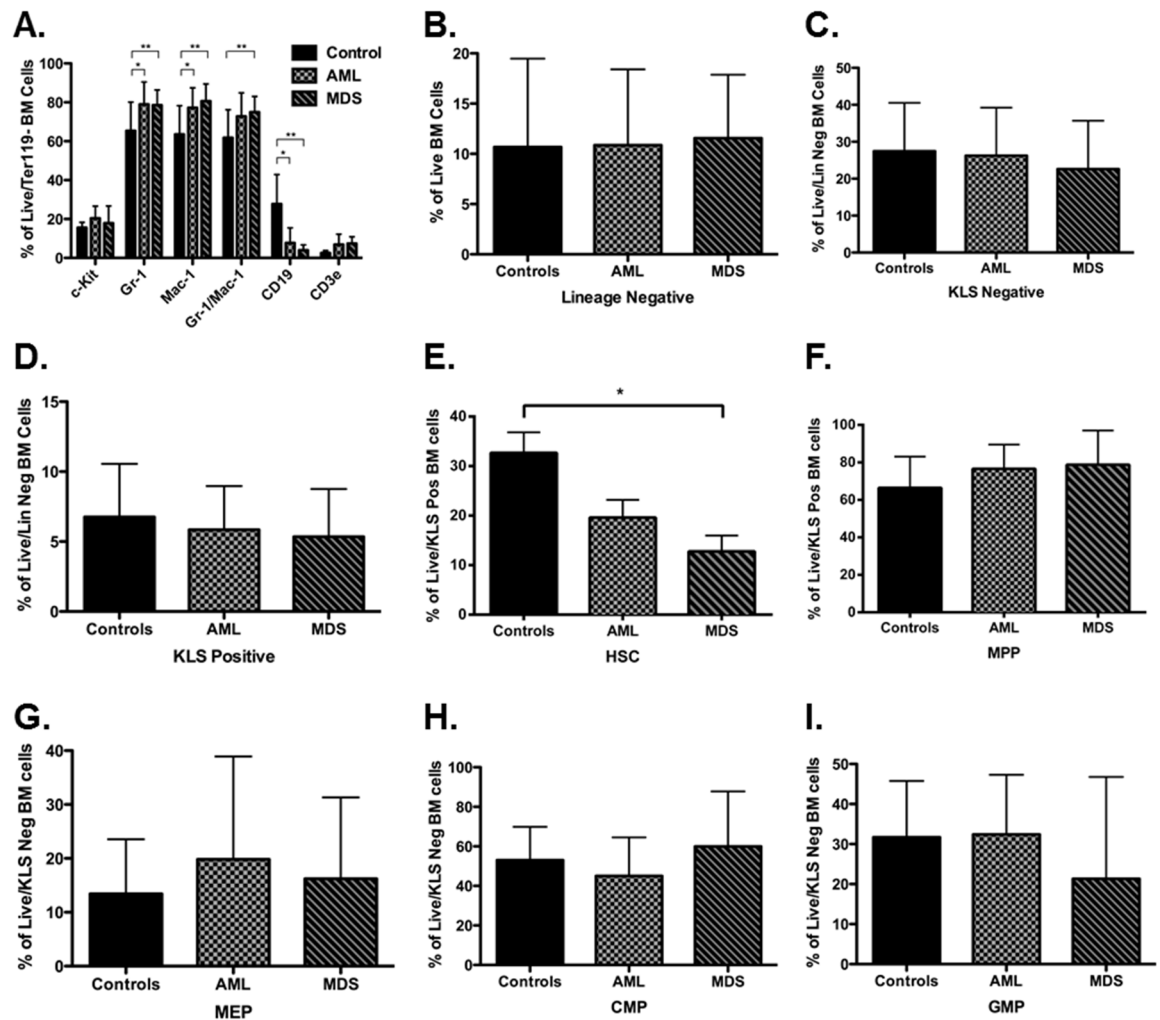 A.
% of Live/Ter119- BM Cells
100
80
60
40
20
0
** ** **
* *
**
*
Control
AML
MDS
c-Kit
Gr-1
Mac-1
Gr-1/Mac-1
CD19
CD3e
B.
% of Live BM Cells
20
15
10
5
0
Controls AML MDS
Lineage Negative
C.
% of Live/Lin Neg BM Cells
50
40
30
20
10
0
Controls AML MDS
KLS Negative
D.
% of Live/Lin Neg BM Cells
15
10
5
0
Controls AML MDS
KLS Positive
E.
% of Live/KLS Pos BM cells
*
40
30
20
10
0
Controls AML MDS
HSC
F.
% of Live/KLS Pos BM cells
100
80
60
40
20
0
Controls AML MDS
MPP
G.
% of Live/KLS Neg BM cells
40
30
20
10
0
Controls AML MDS
MEP
H.
% of Live/KLS Neg BM cells
100
80
60
40
20
0
Controls AML MDS
CMP
I.
% of Live/KLS Neg BM cells
50
40
30
20
10
0
Controls AML MDS
GMP